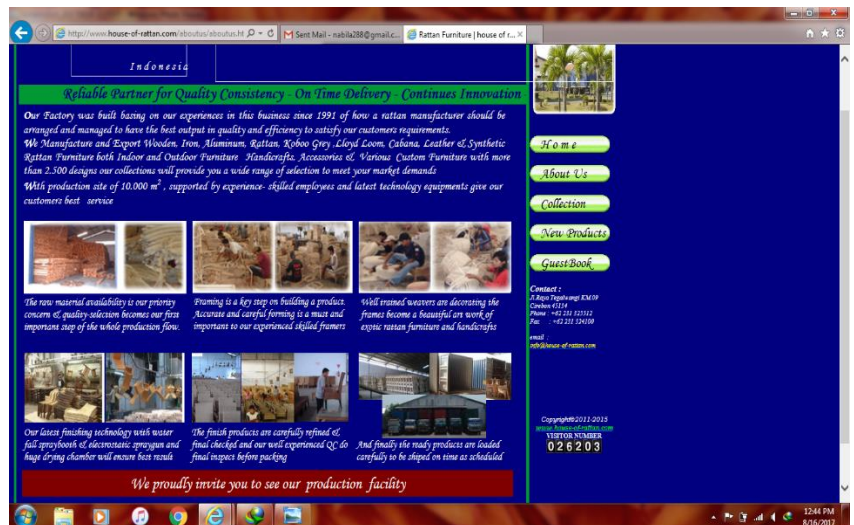 http://www.house-of-rattan.com/aboutus/aboutus.ht
Sent Mail - nabila288@gmail.c...
Rattan Furniture | house of r...
Indonesia
Reliable Partner for Quality Consistency - On Time Delivery - Continues Innovation
Our Factory was built basing on our experiences in this business since 1991 of how a rattan manufacturer should be
arranged and managed to have the best output in quality and efficiency to satisfy our customers requirements.
We Manufacture and Export Wooden, Iron, Aluminum, Rattan, Koboo Grey ,Lloyd Loom, Cabana, Leather & Synthetic
Rattan Furniture both Indoor and Outdoor Furniture Handicrafts, Accessories & Various Custom Furniture with more
than 2.500 designs our collections will provide you a wide range of selection to meet your market demands
With production site of 10.000 m², supported by experience- skilled employees and latest technology equipments give our
customers best service
The raw material availability is our priority
concern & quality-selection becomes our first
important step of the whole production flow.
Framing is a key step on building a product.
Accurate and careful forming is a must and
important to our experienced skilled framers
Well trained weavers are decorating the
frames become a beautiful art work of
exotic rattan furniture and handicrafts
Our latest finishing technology with water
fall spraybooth & electrostatic spraygun and
huge drying chamber will ensure best result
The finish products are carefully refined &
final checked and our well experienced QC do
final inspect before packing
And finally the ready products are loaded
carefully to be shiped on time as scheduled
We proudly invite you to see our production facility
Home
About Us
Collection
New Products
GuestBook
Contact :
Jl.Raya Tegalwangi KM.09
Cirebon 45154
Phone : +62 231 325512
Fax : +62 231 324100
email :
info@house-of-rattan.com
Copyright©2011-2015
www.house-of-rattan.com
VISITOR NUMBER
026203
12:44 PM
8/16/2017